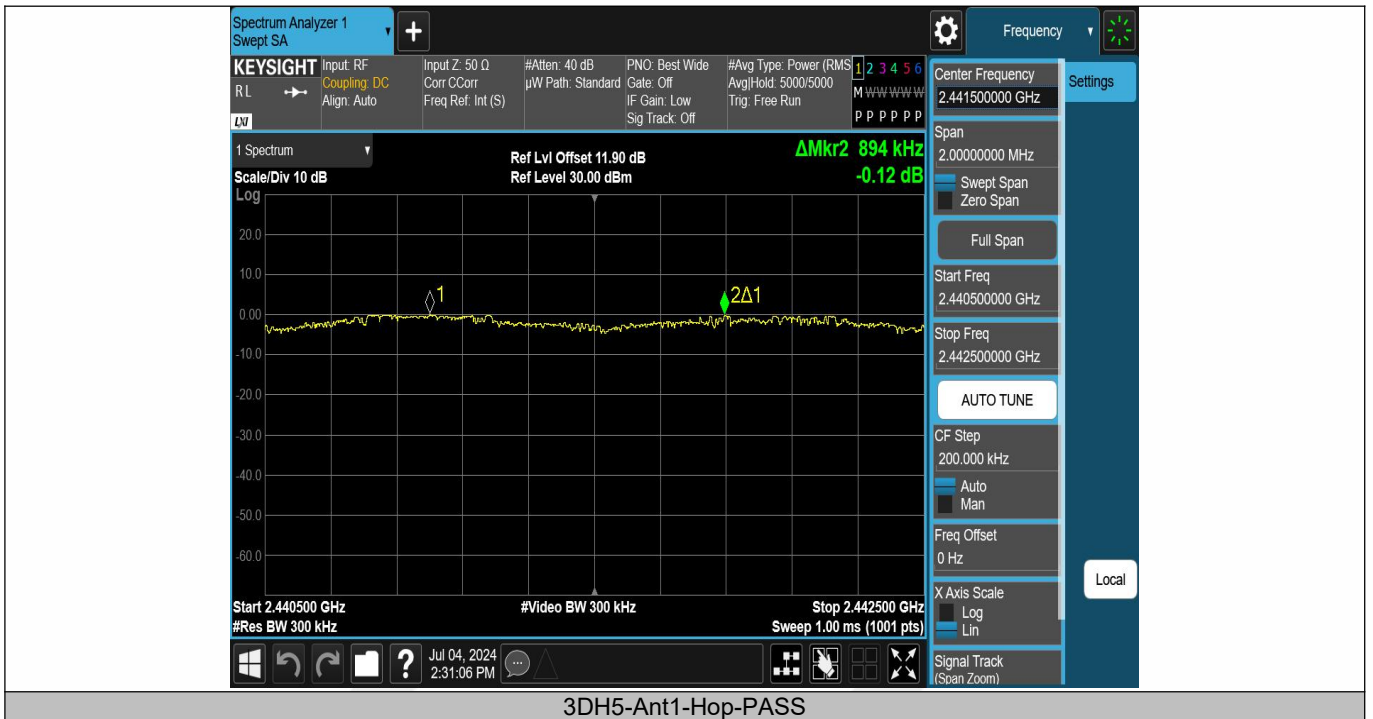 Spectrum Analyzer 1
Swept SA
+
Frequency
KEYSIGHT
RL
LXI
Input: RF
Coupling: DC
Align: Auto
Input Z: 50 Ω
Corr CCorr
Freq Ref: Int (S)
#Atten: 40 dB
µW Path: Standard
PNO: Best Wide
Gate: Off
IF Gain: Low
Sig Track: Off
#Avg Type: Power (RMS
Avg|Hold: 5000/5000
Trig: Free Run
1 2 3 4 5 6
M W W W W W
P P P P P P
Center Frequency
2.441500000 GHz
Settings
Span
2.00000000 MHz
Swept Span
Zero Span
Full Span
Start Freq
2.440500000 GHz
Stop Freq
2.442500000 GHz
AUTO TUNE
CF Step
200.000 kHz
Auto
Man
Freq Offset
0 Hz
X Axis Scale
Log
Lin
Signal Track
(Span Zoom)
Local
1 Spectrum
Scale/Div 10 dB
Log
Ref Lvl Offset 11.90 dB
Ref Level 30.00 dBm
ΔMkr2 894 kHz
-0.12 dB
20.0
10.0
0.00
-10.0
-20.0
-30.0
-40.0
-50.0
-60.0
1
2Δ1
Start 2.440500 GHz
#Res BW 300 kHz
#Video BW 300 kHz
Stop 2.442500 GHz
Sweep 1.00 ms (1001 pts)
?
Jul 04, 2024
2:31:06 PM
3DH5-Ant1-Hop-PASS